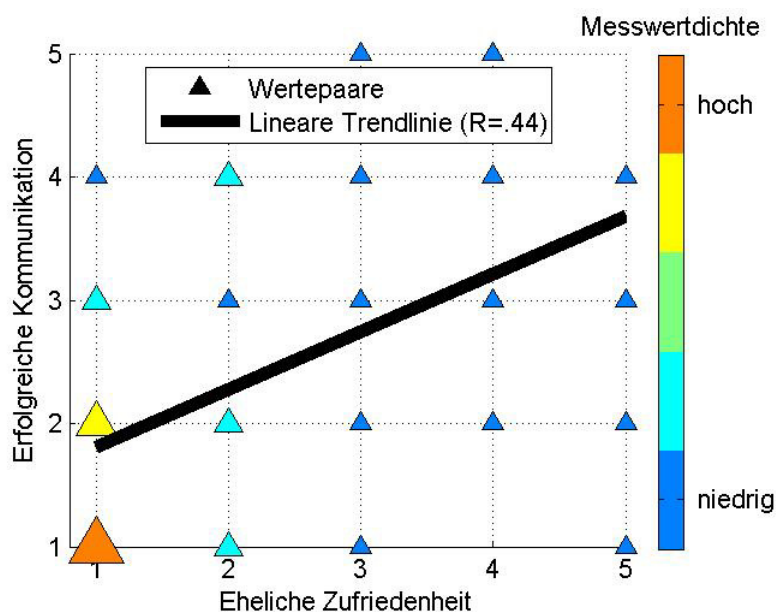 Messwertdichte
5
4
3
2
1
Wertepaare
Lineare Trendlinie (R=.44)
hoch
niedrig
Erfolgreiche Kommunikation
1
2
3
4
5
Eheliche Zufriedenheit